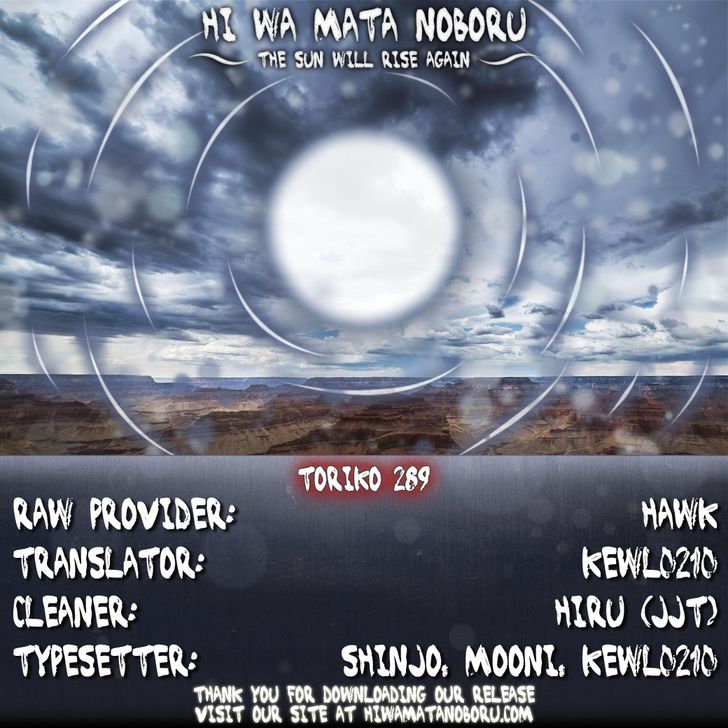 HI WA MATA NOBORU
THE SUN WILL RISE AGAIN
TORIKO 289
RAW PROVIDER: HAWK
TRANSLATOR: KEWL0210
CLEANER: HIRU (JJT)
TYPESETTER: SHINJO, MOONI, KEWL0210
THANK YOU FOR DOWNLOADING OUR RELEASE
VISIT OUR SITE AT HIWAMATANOBORU.COM